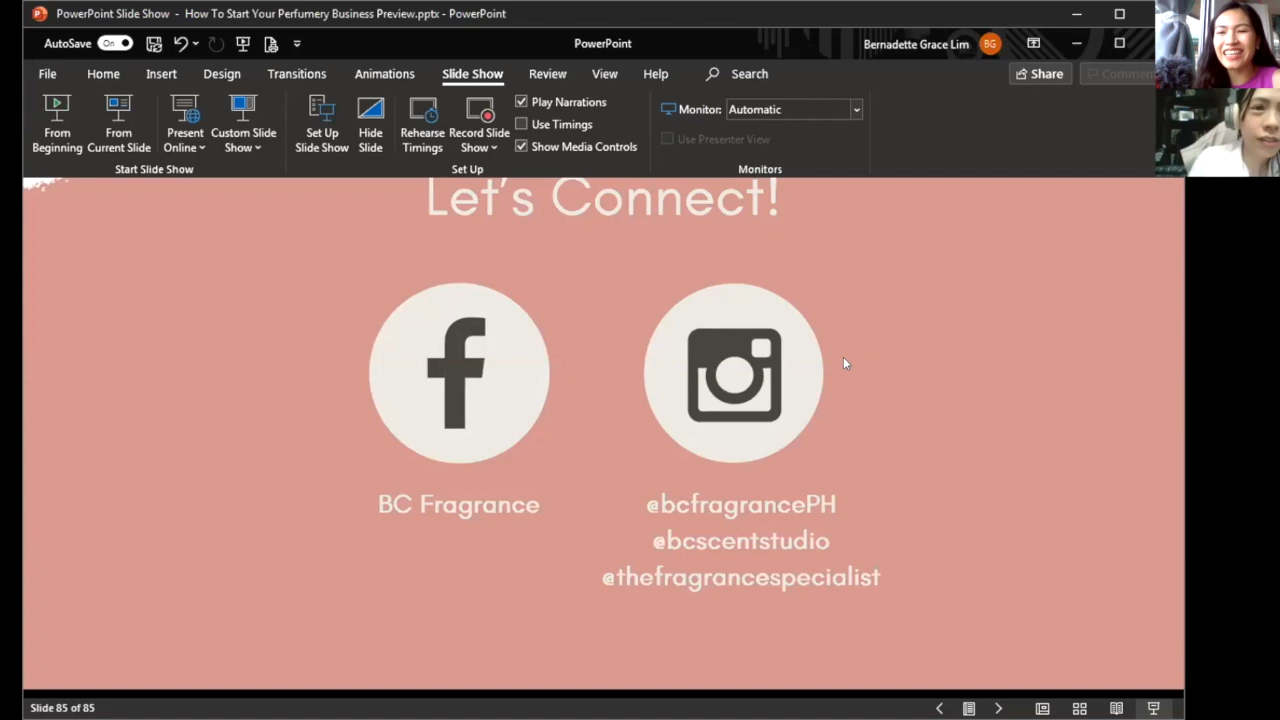 PowerPoint Slide Show - How To Start Your Perfumery Business Preview.pptx - PowerPoint
AutoSave On
PowerPoint
Bernadette Grace Lim BG
File Home Insert Design Transitions Animations Slide Show Review View Help Search
Share Comments
From Beginning
From Current Slide
Present Online
Custom Slide Show
Set Up Slide Show
Hide Slide
Rehearse Timings
Record Slide Show
Play Narrations
Use Timings
Show Media Controls
Monitor: Automatic
Use Presenter View
Start Slide Show
Set Up
Monitors
Let's Connect!
BC Fragrance
@bcfragrancePH
@bcscentstudio
@thefragrancespecialist
Slide 85 of 85